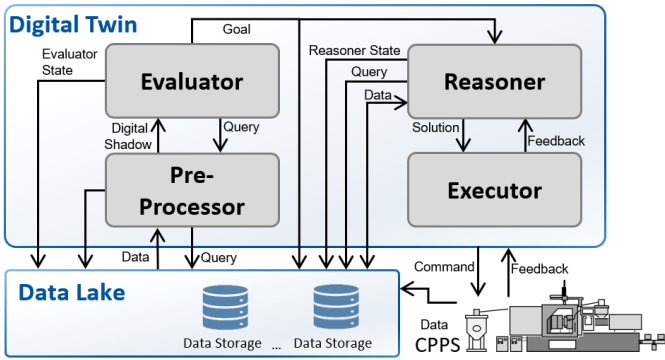 Digital Twin
Goal
Evaluator
State
Reasoner State
Evaluator
Reasoner
Query
Data
Digital
Shadow
Query
Solution
Feedback
Pre-
Processor
Executor
Data
Query
Command
Feedback
Data Lake
Data Storage ... Data Storage
Data
CPPS